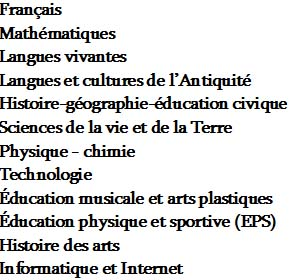 Français
Mathématiques
Langues vivantes
Langues et cultures de l’Antiquité
Histoire-géographie-éducation civique
Sciences de la vie et de la Terre
Physique - chimie
Technologie
Éducation musicale et arts plastiques
Éducation physique et sportive (EPS)
Histoire des arts
Informatique et Internet